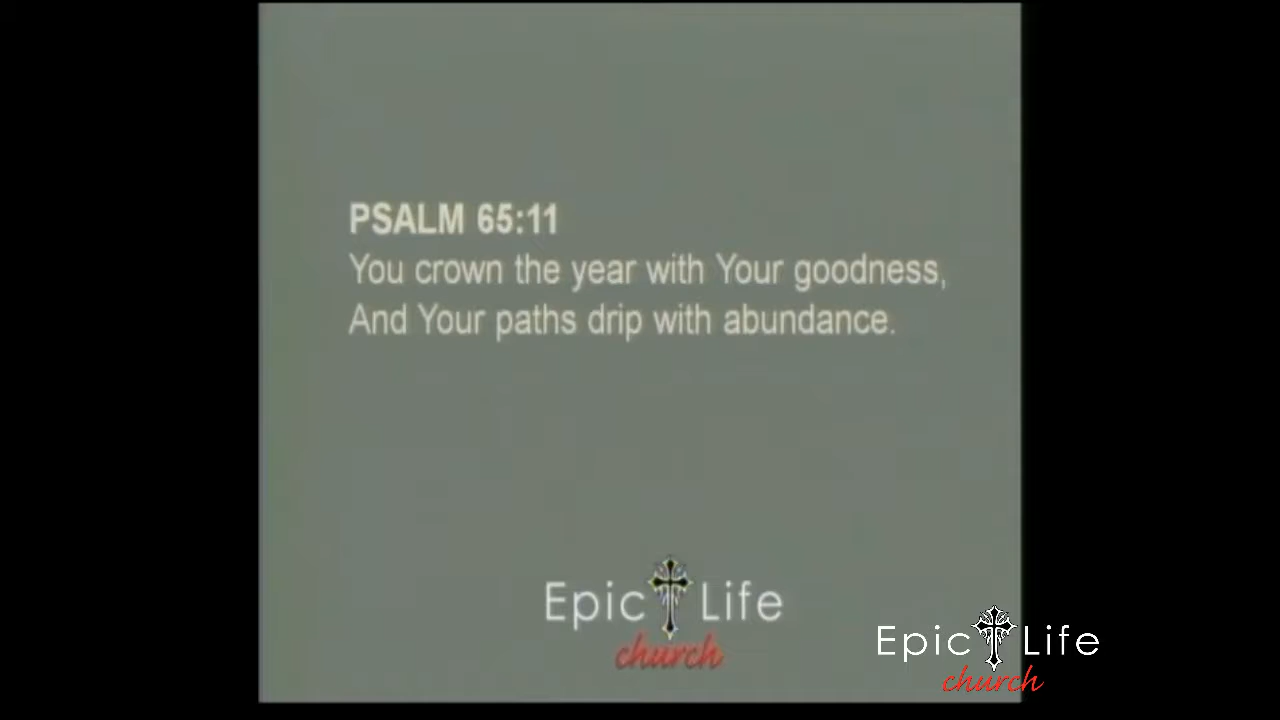 PSALM 65:11
You crown the year with Your goodness,
And Your paths drip with abundance.
Epic Life
church
Epic Life
church